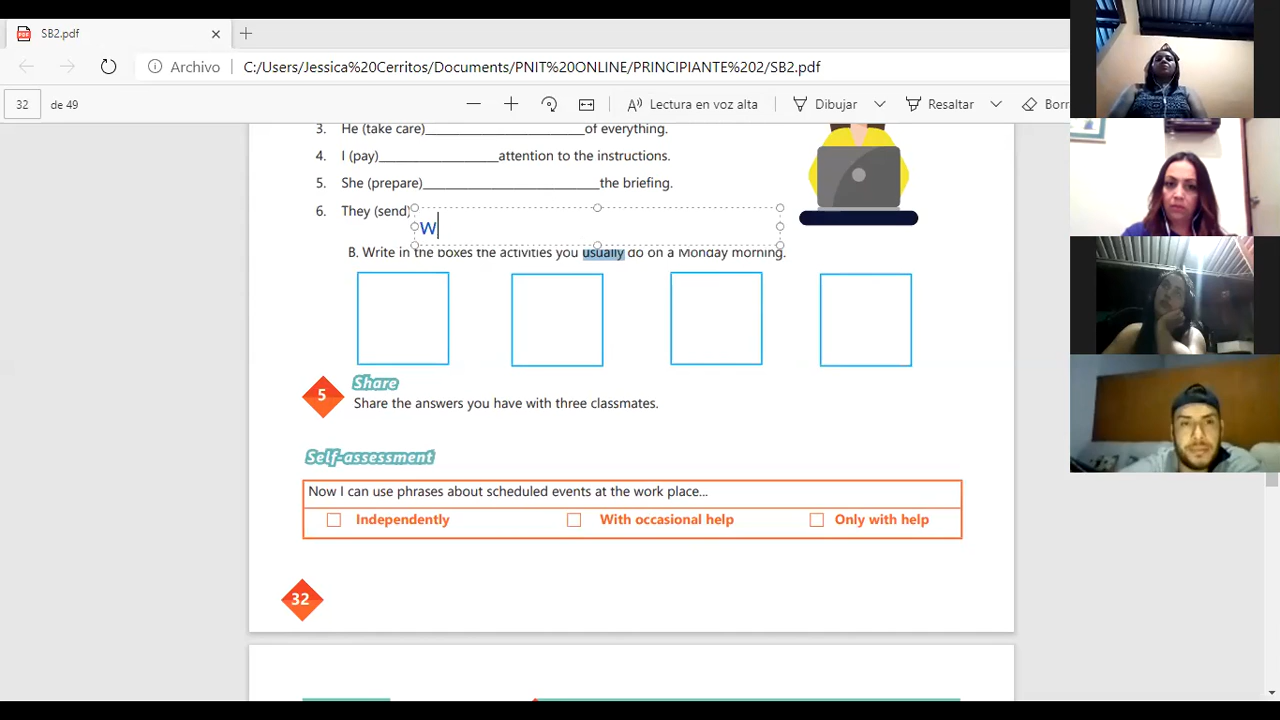 SB2.pdf
Archivo
C:/Users/Jessica%20Cerritos/Documents/PNIT%20ONLINE/PRINCIPIANTE%202/SB2.pdf
32 de 49
Lectura en voz alta
Dibujar
Resaltar
Borr
3. He (take care)____________________of everything.
4. I (pay)_______________attention to the instructions.
5. She (prepare)______________________the briefing.
6. They (send)
W
B. Write in the boxes the activities you usually do on a Monday morning.
5
Share
Share the answers you have with three classmates.
Self-assessment
Now I can use phrases about scheduled events at the work place...
Independently
With occasional help
Only with help
32